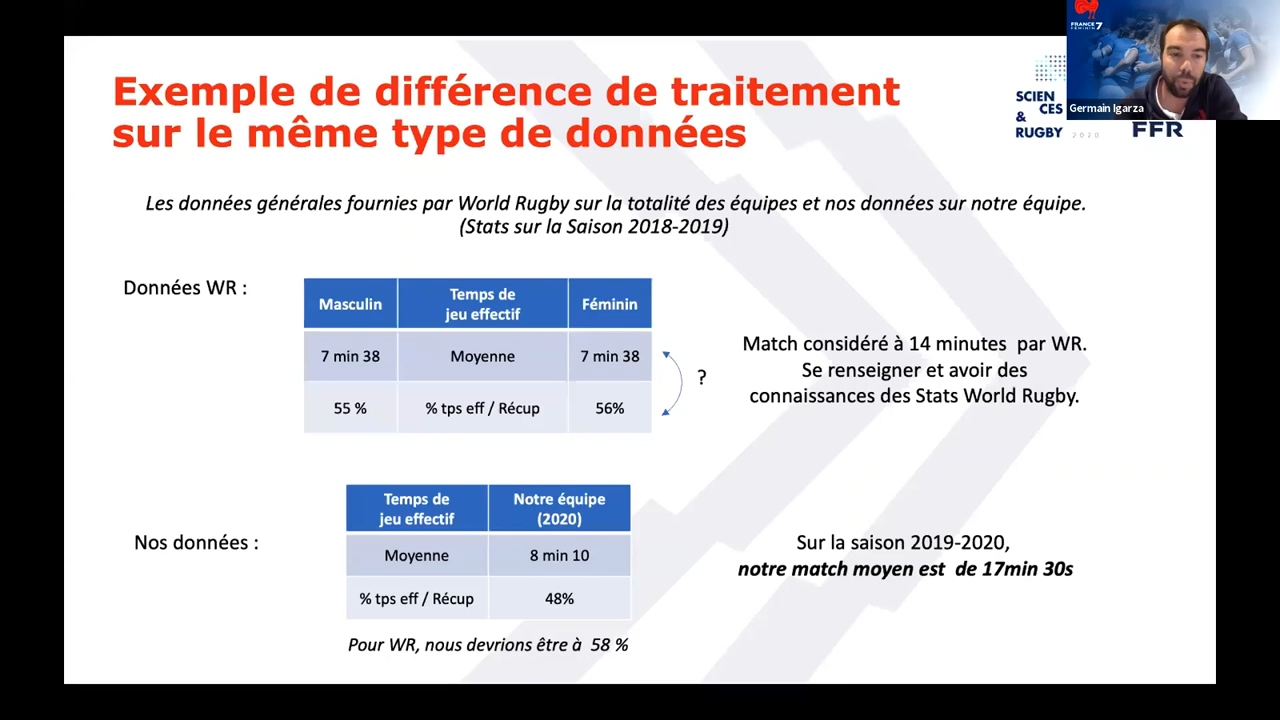 FRANCE 7
FÉMININ
Germain Igarza
Exemple de différence de traitement
sur le même type de données
SCIEN
CES
&
RUGBY
2020
FFR
Les données générales fournies par World Rugby sur la totalité des équipes et nos données sur notre équipe.
(Stats sur la Saison 2018-2019)
Données WR :
Masculin
Temps de
jeu effectif
Féminin
7 min 38
Moyenne
7 min 38
55 %
% tps eff / Récup
56%
?
Match considéré à 14 minutes par WR.
Se renseigner et avoir des
connaissances des Stats World Rugby.
Nos données :
Temps de
jeu effectif
Notre équipe
(2020)
Moyenne
8 min 10
% tps eff / Récup
48%
Pour WR, nous devrions être à 58 %
Sur la saison 2019-2020,
notre match moyen est de 17min 30s